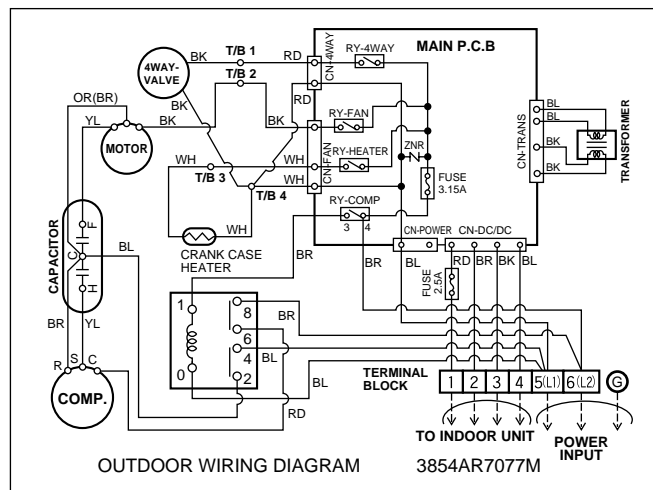 MAIN P.C.B
4WAY-
VALVE
BK
T/B 1
RD
CN-4WAY
RY-4WAY
T/B 2
RD
OR(BR)
BK
YL
MOTOR
BK
BK
CN-FAN
RY-FAN
RY-HEATER
ZNR
FUSE
3.15A
CN-TRANS
BL
BL
BK
BK
TRANSFORMER
WH
T/B 3
WH
T/B 4
WH
WH
CRANK CASE
HEATER
RY-COMP
3 4
CN-POWER
CN-DC/DC
CAPACITOR
F
C
H
BL
BR
BR
BL
RD
BR
BK
BL
FUSE
2.5A
1
0
8
6
4
2
BR
BL
BL
RD
BR
YL
R
S
C
COMP.
TERMINAL
BLOCK
1
2
3
4
5(L1)
6(L2)
G
TO INDOOR UNIT
POWER
INPUT
OUTDOOR WIRING DIAGRAM
3854AR7077M